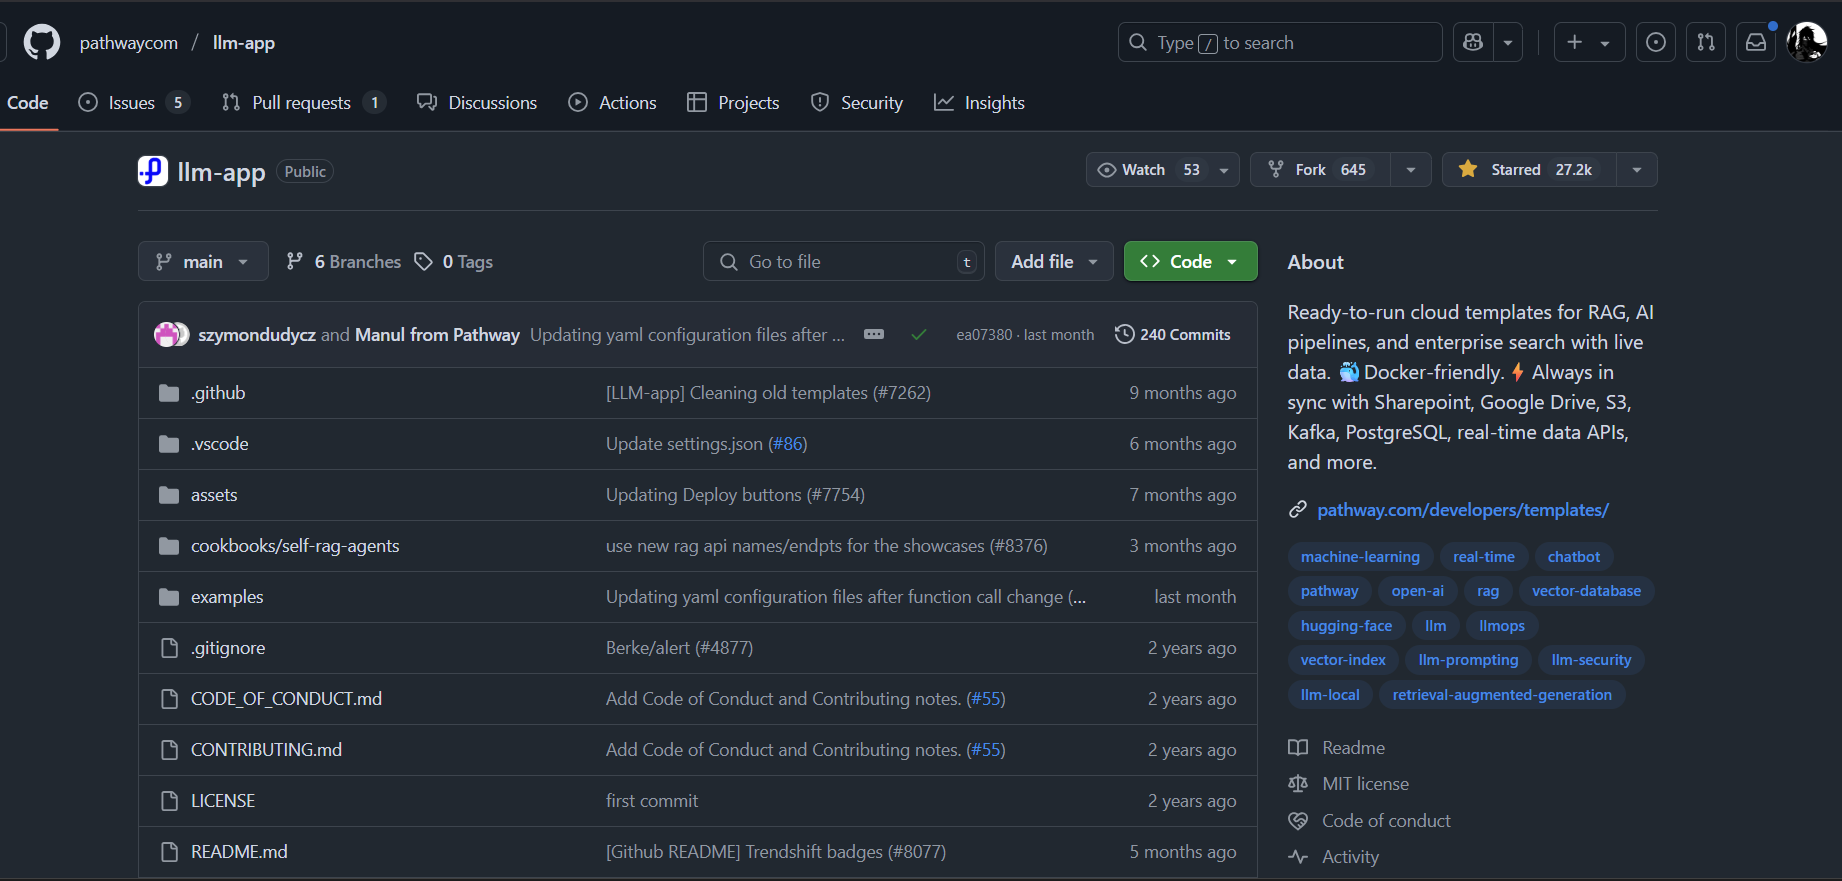 pathwaycom / llm-app
Type / to search
Code Issues 5 Pull requests 1 Discussions Actions Projects Security Insights
llm-app Public
Watch 53 Fork 645 Starred 27.2k
main 6 Branches 0 Tags
Go to file t
Add file
Code
szymondudycz and Manul from Pathway Updating yaml configuration files after ... ea07380 · last month 240 Commits
.github [LLM-app] Cleaning old templates (#7262) 9 months ago
.vscode Update settings.json (#86) 6 months ago
assets Updating Deploy buttons (#7754) 7 months ago
cookbooks/self-rag-agents use new rag api names/endpts for the showcases (#8376) 3 months ago
examples Updating yaml configuration files after function call change (... last month
.gitignore Berke/alert (#4877) 2 years ago
CODE_OF_CONDUCT.md Add Code of Conduct and Contributing notes. (#55) 2 years ago
CONTRIBUTING.md Add Code of Conduct and Contributing notes. (#55) 2 years ago
LICENSE first commit 2 years ago
README.md [Github README] Trendshift badges (#8077) 5 months ago
About
Ready-to-run cloud templates for RAG, AI
pipelines, and enterprise search with live
data. 🐳Docker-friendly.⚡Always in
sync with Sharepoint, Google Drive, S3,
Kafka, PostgreSQL, real-time data APIs,
and more.
pathway.com/developers/templates/
machine-learning real-time chatbot
pathway open-ai rag vector-database
hugging-face llm llmops
vector-index llm-prompting llm-security
llm-local retrieval-augmented-generation
Readme
MIT license
Code of conduct
Activity